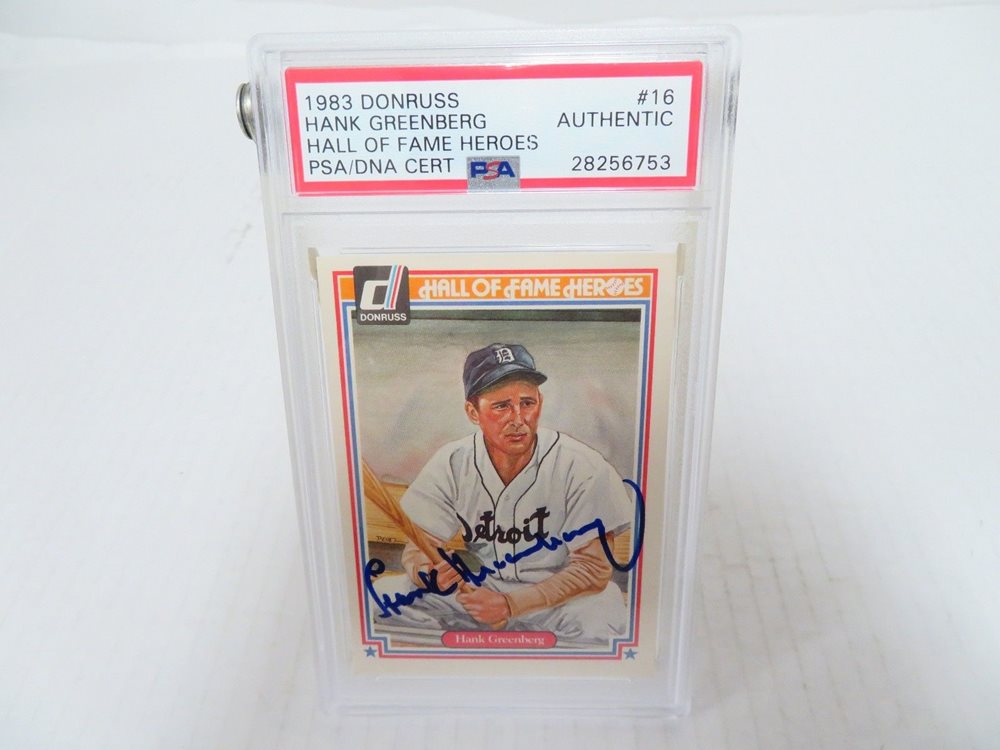 1983 DONRUSS #16
HANK GREENBERG AUTHENTIC
HALL OF FAME HEROES
PSA/DNA CERT PSA 28256753
d HALL OF FAME HEROES
DONRUSS
D
Detroit
Hank Greenberg
Hank Greenberg